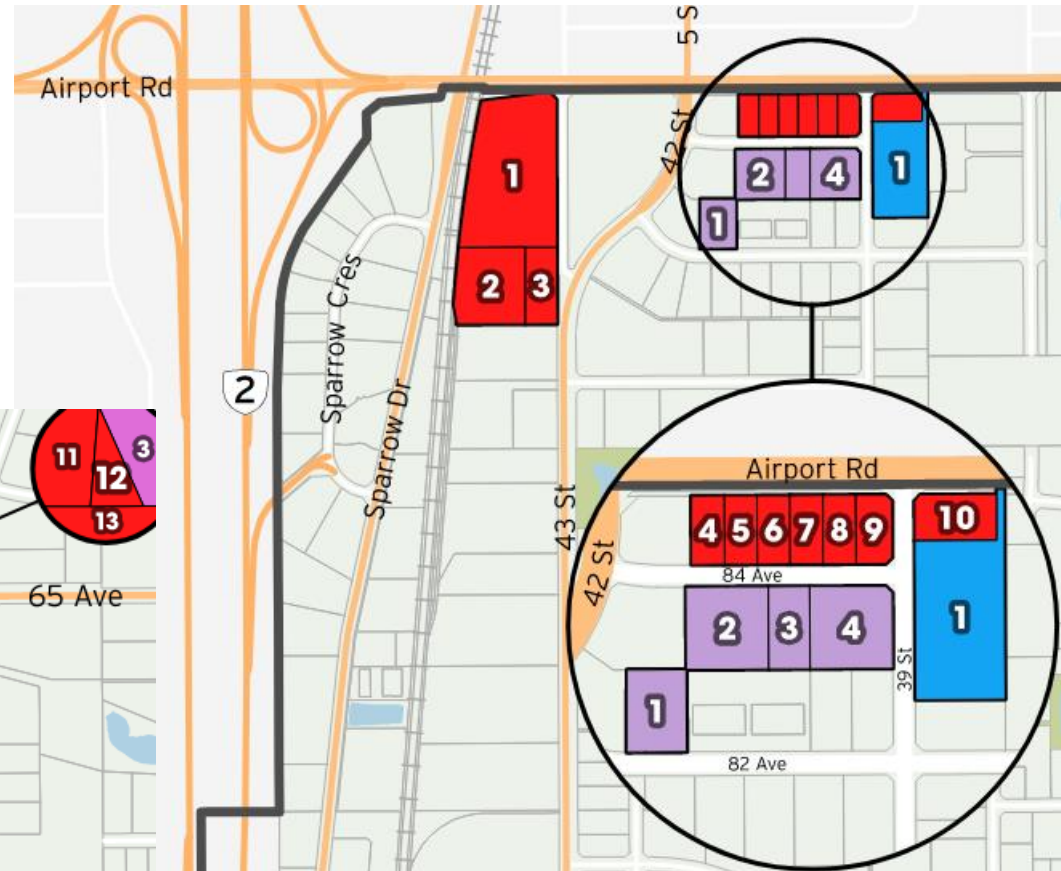 5 S
Airport Rd
42 St
1
2
4
1
1
2
3
Sparrow Cres
2
Sparrow Dr
43 St
11
12
3
13
65 Ave
Airport Rd
4 5 6 7 8 9
10
84 Ave
42 St
2 3 4
1
39 St
1
82 Ave